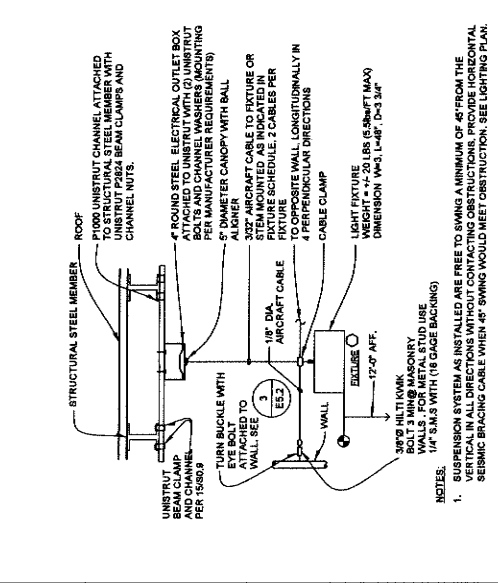 STRUCTURAL STEEL MEMBER
ROOF
P1000 UNISTRUT CHANNEL ATTACHED
TO STRUCTURAL STEEL MEMBER WITH
UNISTRUT P2824 BEAM CLAMPS AND
CHANNEL NUTS.
4" ROUND STEEL ELECTRICAL OUTLET BOX
ATTACHED TO UNISTRUT WITH (2) UNISTRUT
BOLTS AND CHANNEL WASHERS (MOUNTING
PER MANUFACTURER REQUIREMENTS)
5" DIAMETER CANOPY WITH BALL
ALIGNER
3/32" AIRCRAFT CABLE TO FIXTURE OR
STEM MOUNTED AS INDICATED IN
FIXTURE SCHEDULE, 2 CABLES PER
FIXTURE
TO OPPOSITE WALL, LONGITUDINALLY IN
4 PERPENDICULAR DIRECTIONS
CABLE CLAMP
LIGHT FIXTURE
WEIGHT = +/- 20 LBS (5.5lbs/FT MAX)
DIMENSION W=3, L=48", D=3 3/4"
UNISTRUT
BEAM CLAMP
AND CHANNEL
PER 15/S0.9
TURN BUCKLE WITH
EYE BOLT
ATTACHED TO
WALL, SEE
3
E5.2
1/8" DIA.
AIRCRAFT CABLE
WALL
FIXTURE
12'-0" AFF.
3/8"Ø HILTI KWIK
BOLT 3 MIN@ MASONRY
WALLS . FOR METAL STUD USE
1/4" S.M.S WITH (16 GAGE BACKING)
NOTES:
1. SUSPENSION SYSTEM AS INSTALLED ARE FREE TO SWING A MINIMUM OF 45°FROM THE
VERTICAL IN ALL DIRECTIONS WITHOUT CONTACTING OBSTRUCTIONS, PROVIDE HORIZONTAL
SEISMIC BRACING CABLE WHEN 45° SWING WOULD MEET OBSTRUCTION. SEE LIGHTING PLAN.